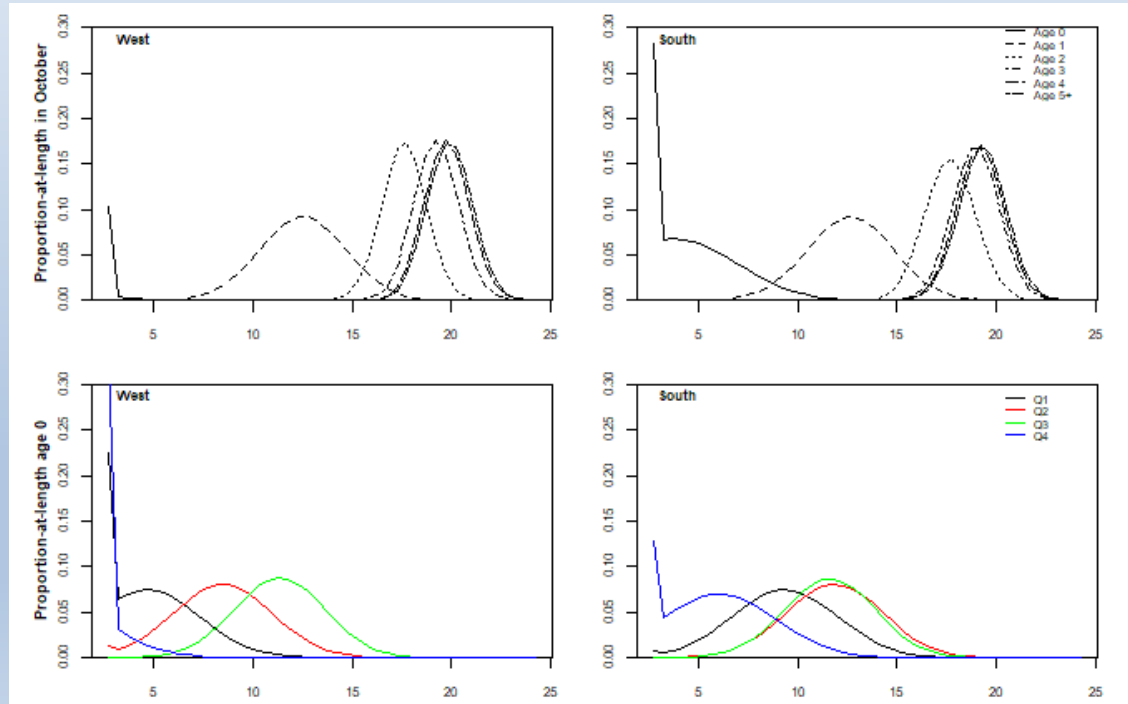 Proportion-at-length in October
0.00 0.05 0.10 0.15 0.20 0.25 0.30
West
5 10 15 20 25
0.00 0.05 0.10 0.15 0.20 0.25 0.30
South
Age 0
Age 1
Age 2
Age 3
Age 4
Age 5+
5 10 15 20 25
Proportion-at-length age 0
0.00 0.05 0.10 0.15 0.20 0.25 0.30
West
5 10 15 20 25
0.00 0.05 0.10 0.15 0.20 0.25 0.30
South
Q1
Q2
Q3
Q4
5 10 15 20 25